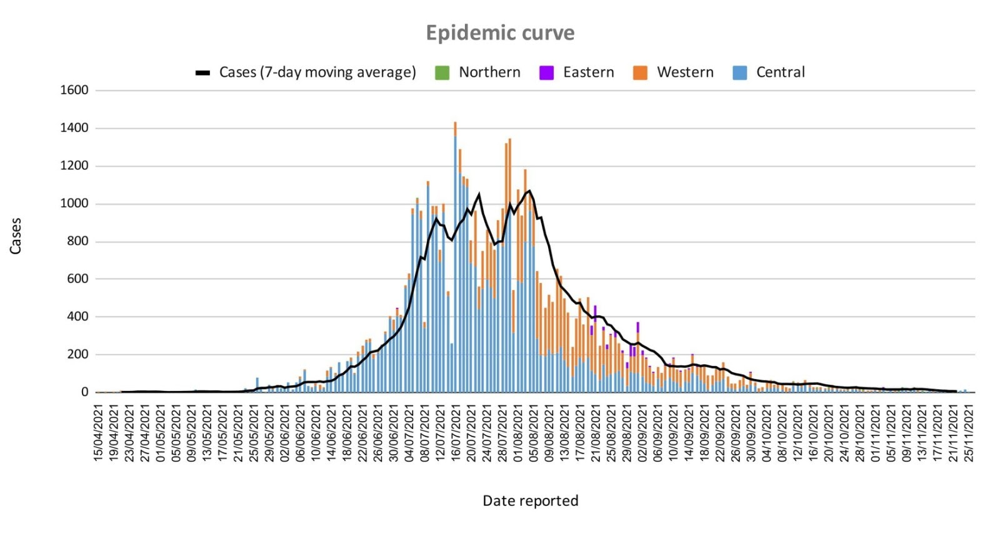 Epidemic curve
Cases (7-day moving average) Northern Eastern Western Central
1600
1400
1200
1000
800
600
400
200
0
Cases
15/04/2021 19/04/2021 23/04/2021 27/04/2021 01/05/2021 05/05/2021 09/05/2021 13/05/2021 17/05/2021 21/05/2021 25/05/2021 29/05/2021 02/06/2021 06/06/2021 10/06/2021 14/06/2021 18/06/2021 22/06/2021 26/06/2021 30/06/2021 04/07/2021 08/07/2021 12/07/2021 16/07/2021 20/07/2021 24/07/2021 28/07/2021 01/08/2021 05/08/2021 09/08/2021 13/08/2021 17/08/2021 21/08/2021 25/08/2021 29/08/2021 02/09/2021 06/09/2021 10/09/2021 14/09/2021 18/09/2021 22/09/2021 26/09/2021 30/09/2021 04/10/2021 08/10/2021 12/10/2021 16/10/2021 20/10/2021 24/10/2021 28/10/2021 01/11/2021 05/11/2021 09/11/2021 13/11/2021 17/11/2021 21/11/2021 25/11/2021
Date reported